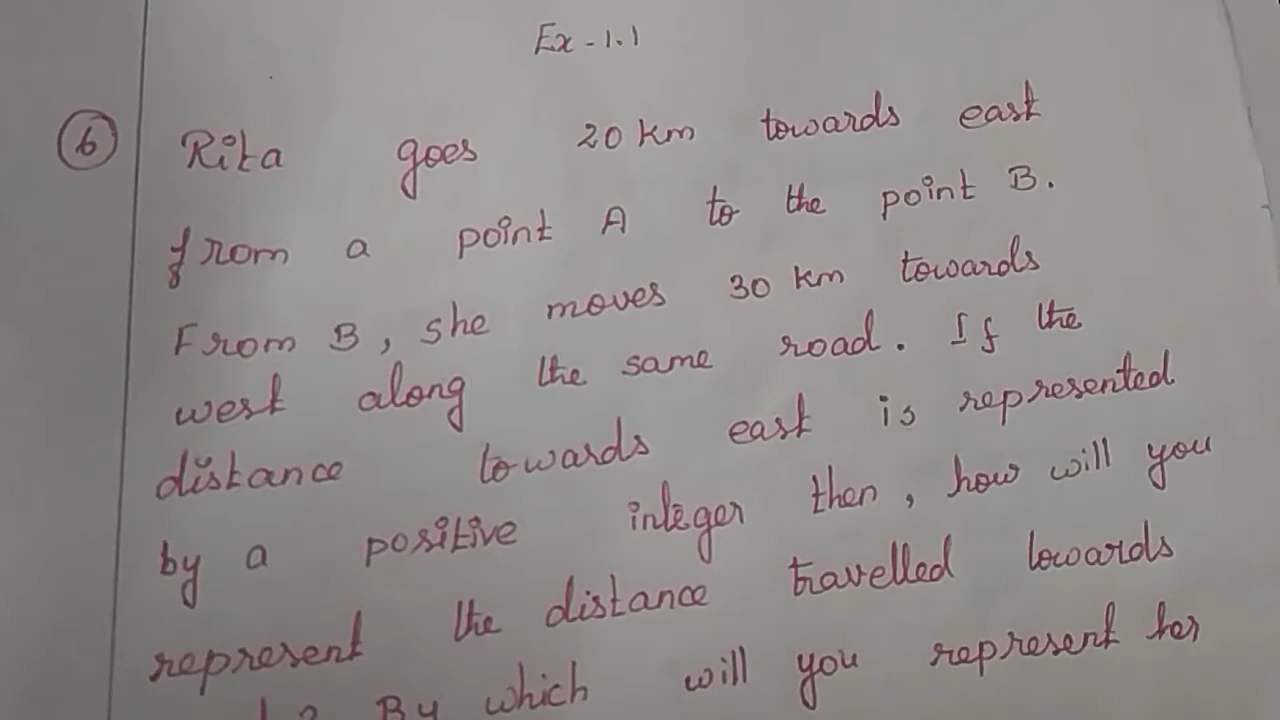 Ex - 1.1
6 Rita goes 20 km towards east
from a point A to the point B.
From B, she moves 30 km towards
west along the same road. If the
distance towards east is represented
by a positive integer then, how will you
represent the distance travelled towards
? By which will you represent her